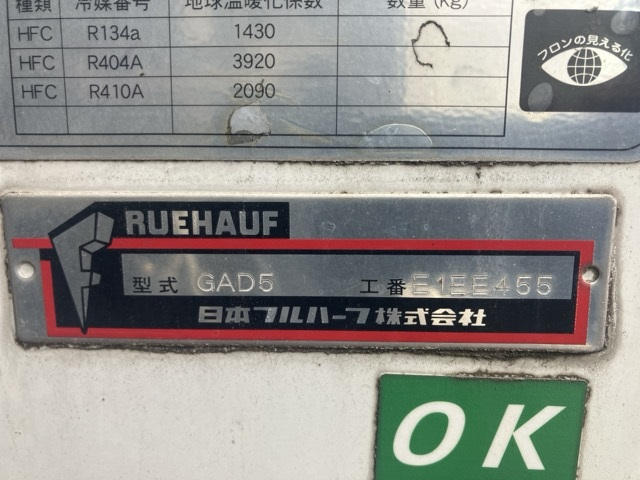 種類 冷媒番号 地球温暖化係数 数量(Kg)
HFC R134a 1430
HFC R404A 3920
HFC R410A 2090
フロンの見える化
FRUEHAUF
型式 GAD5 工番 E1EE455
日本フルハーフ株式会社
OK